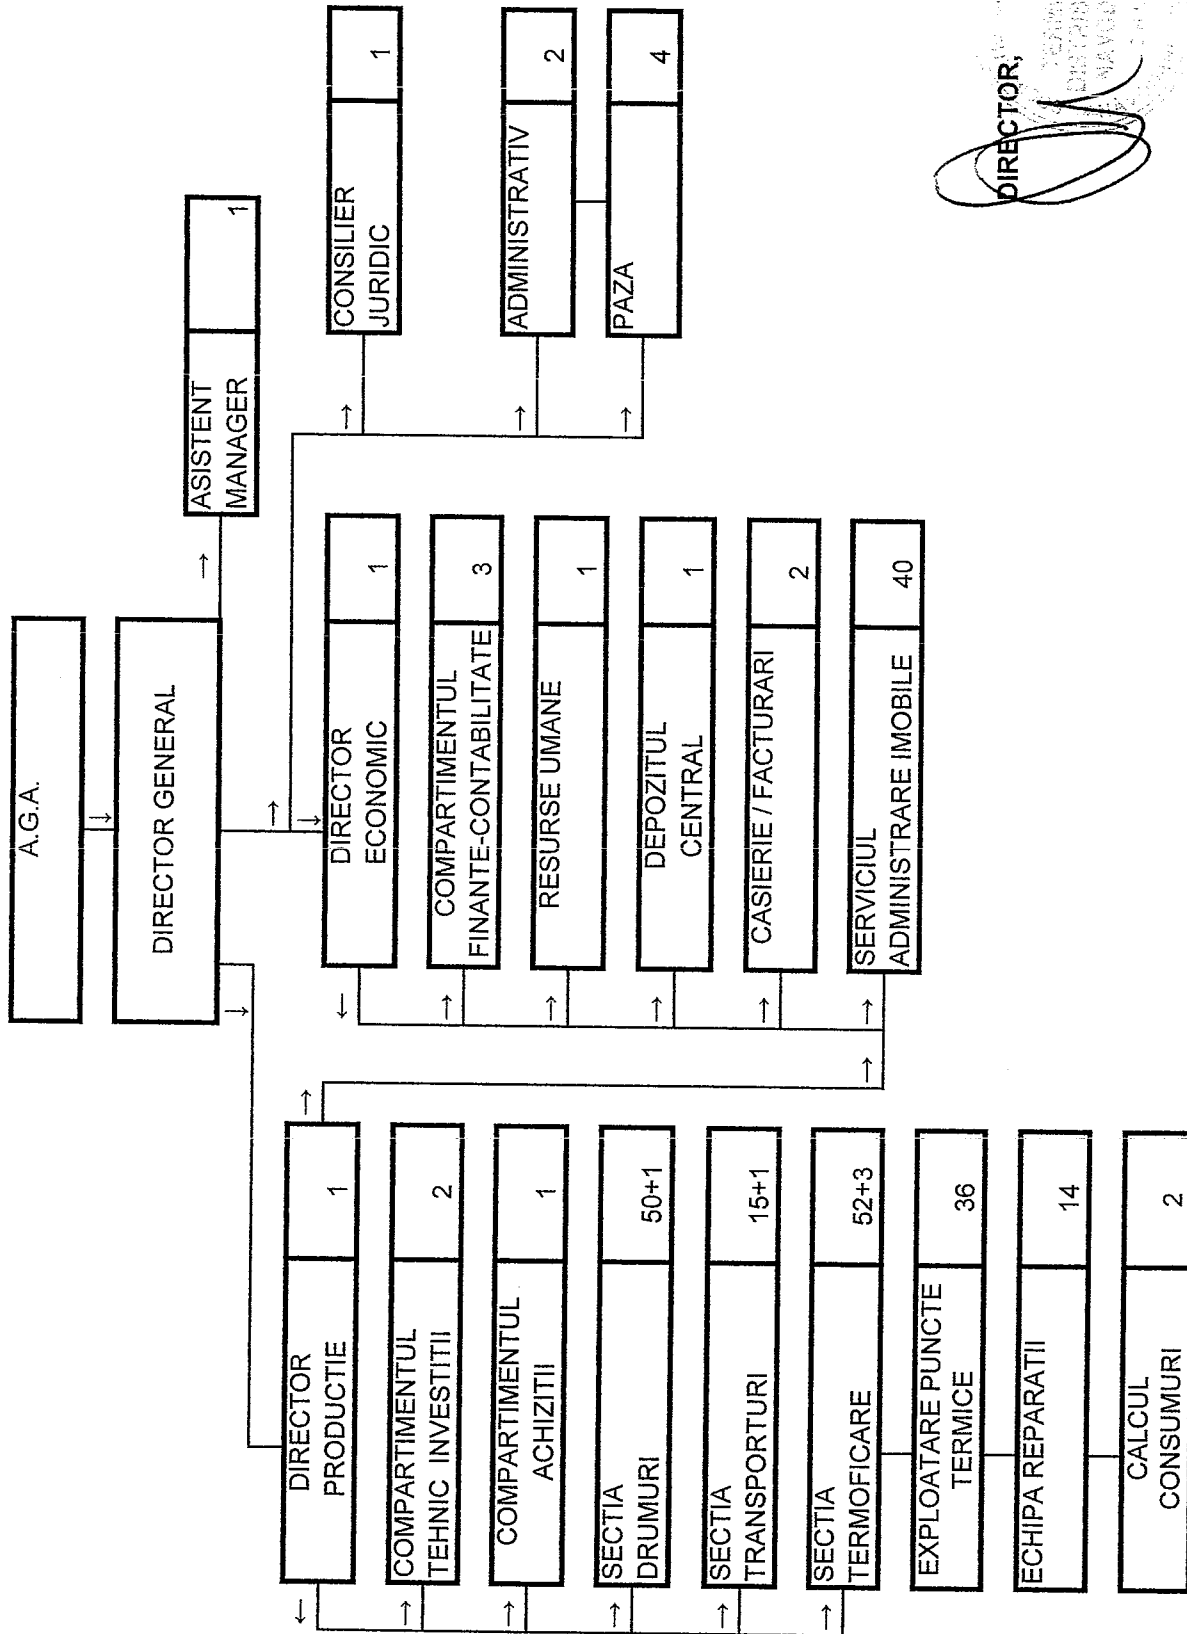 A.G.A.
DIRECTOR GENERAL
ASISTENT
MANAGER
1
DIRECTOR
PRODUCTIE
1
COMPARTIMENTUL
TEHNIC INVESTITII
2
COMPARTIMENTUL
ACHIZITII
1
SECTIA
DRUMURI
50+1
SECTIA
TRANSPORTURI
15+1
SECTIA
TERMOFICARE
52+3
EXPLOATARE PUNCTE
TERMICE
36
ECHIPA REPARATII
14
CALCUL
CONSUMURI
2
DIRECTOR
ECONOMIC
1
COMPARTIMENTUL
FINANTE-CONTABILITATE
3
RESURSE UMANE
1
DEPOZITUL
CENTRAL
1
CASIERIE / FACTURARI
2
SERVICIUL
ADMINISTRARE IMOBILE
40
CONSILIER
JURIDIC
1
ADMINISTRATIV
2
PAZA
4
DIRECTOR,